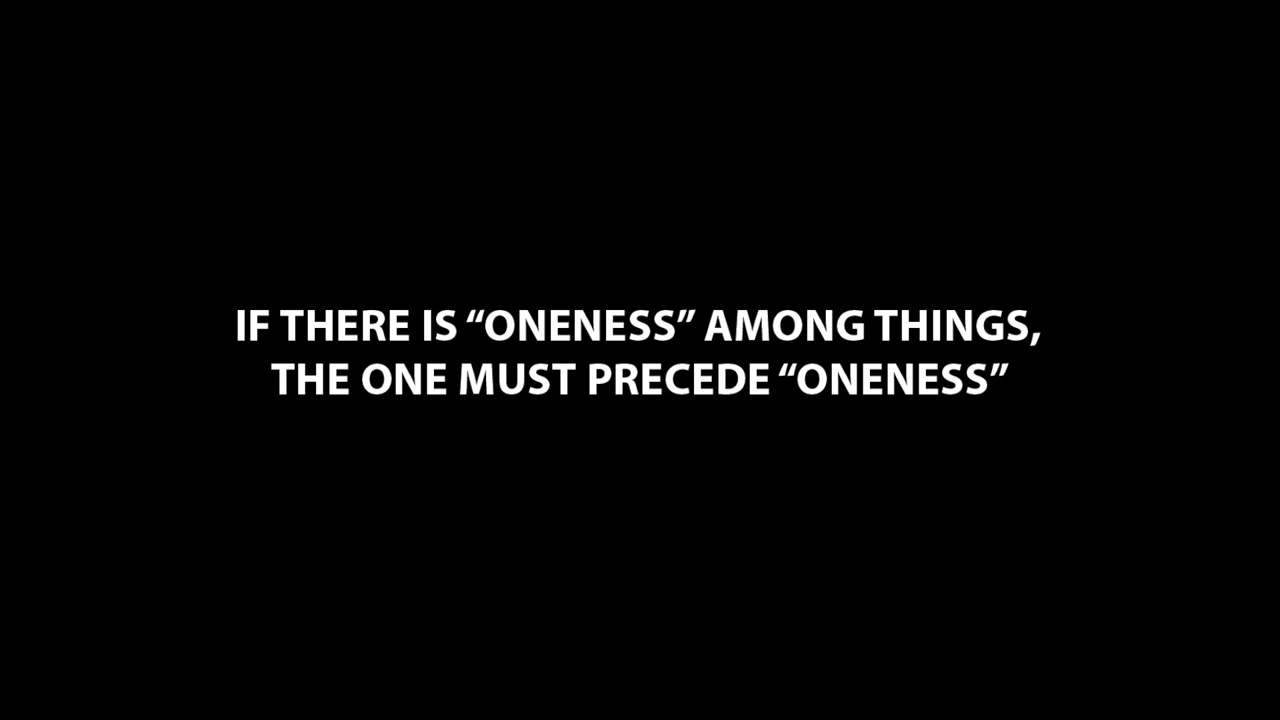 IF THERE IS “ONENESS” AMONG THINGS,
THE ONE MUST PRECEDE “ONENESS”